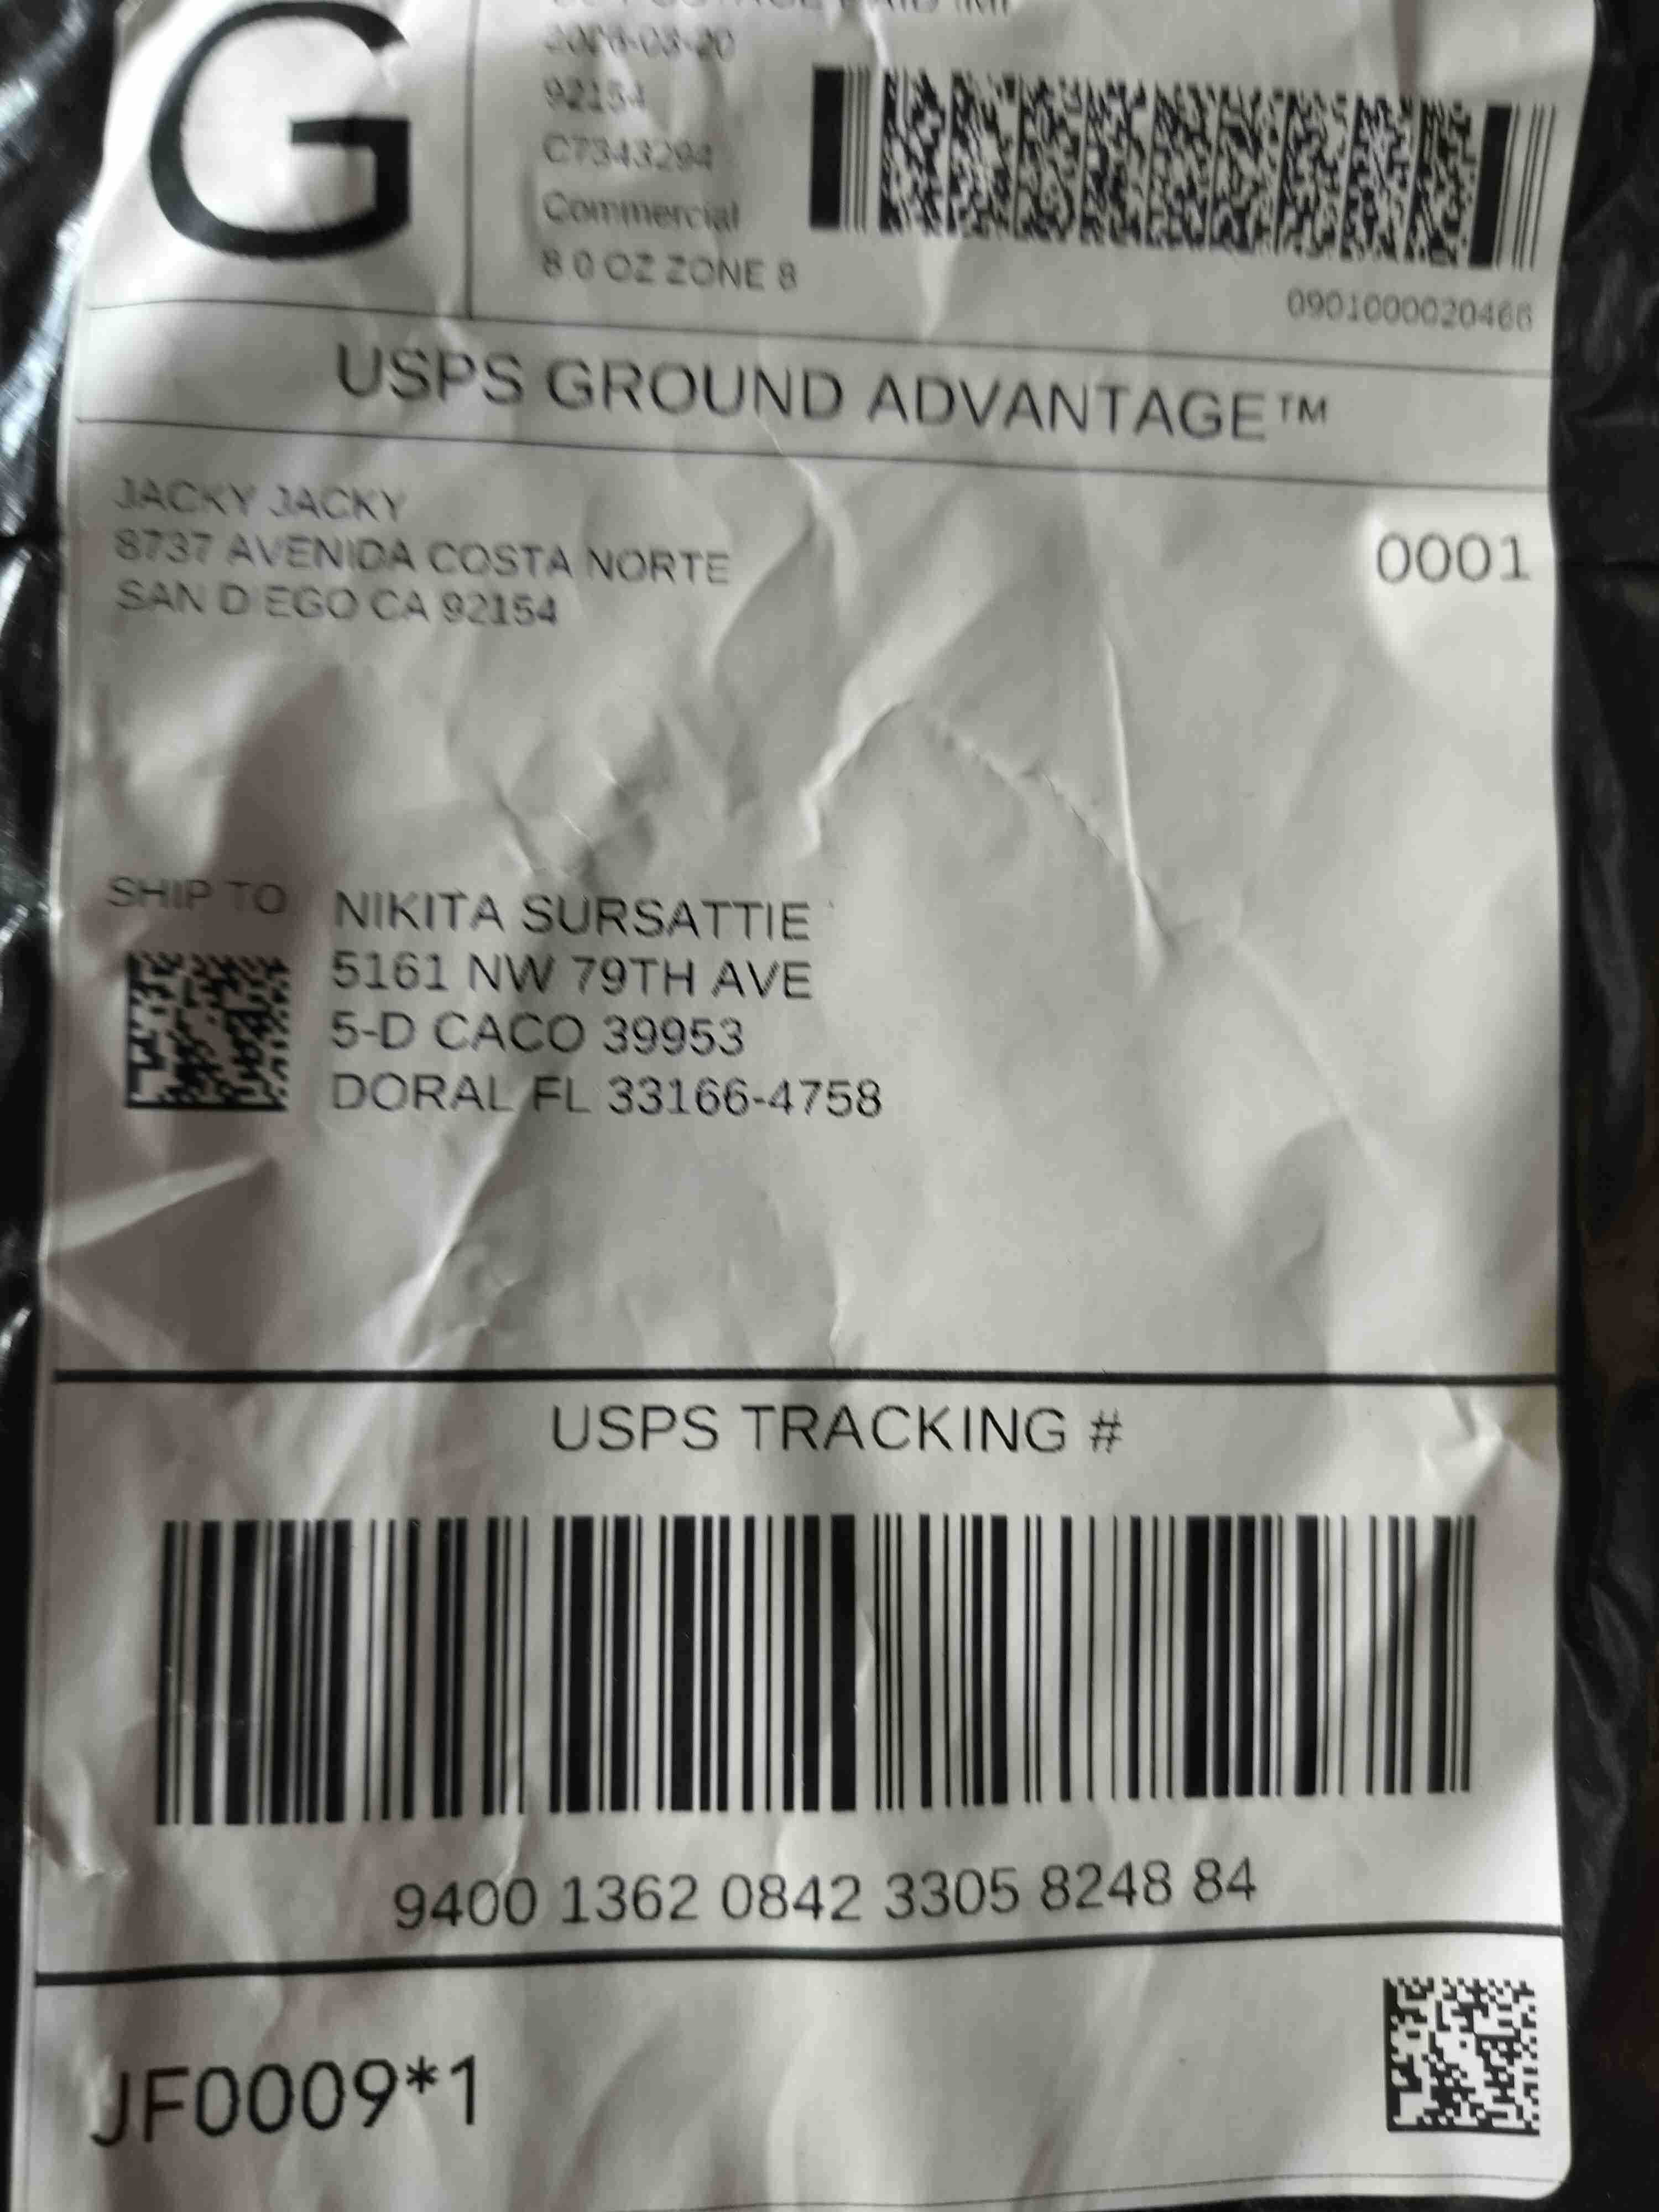 G
92154
C7343294
Commercial
8 0 OZ ZONE 8
0901000020466
USPS GROUND ADVANTAGE™
JACKY JACKY
8737 AVENIDA COSTA NORTE
SAN DIEGO CA 92154
0001
SHIP TO
NIKITA SURSATTIE
5161 NW 79TH AVE
5-D CACO 39953
DORAL FL 33166-4758
USPS TRACKING #
9400 1362 0842 3305 8248 84
JF0009*1